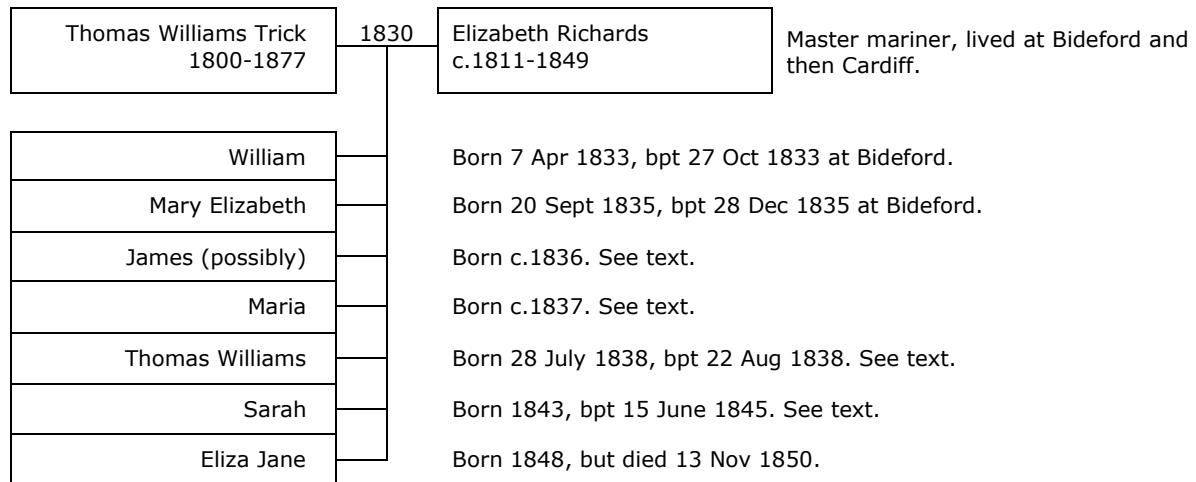 Thomas Williams Trick
1800-1877
1830
Elizabeth Richards
c.1811-1849
Master mariner, lived at Bideford and
then Cardiff.
William
Born 7 Apr 1833, bpt 27 Oct 1833 at Bideford.
Mary Elizabeth
Born 20 Sept 1835, bpt 28 Dec 1835 at Bideford.
James (possibly)
Born c.1836. See text.
Maria
Born c.1837. See text.
Thomas Williams
Born 28 July 1838, bpt 22 Aug 1838. See text.
Sarah
Born 1843, bpt 15 June 1845. See text.
Eliza Jane
Born 1848, but died 13 Nov 1850.